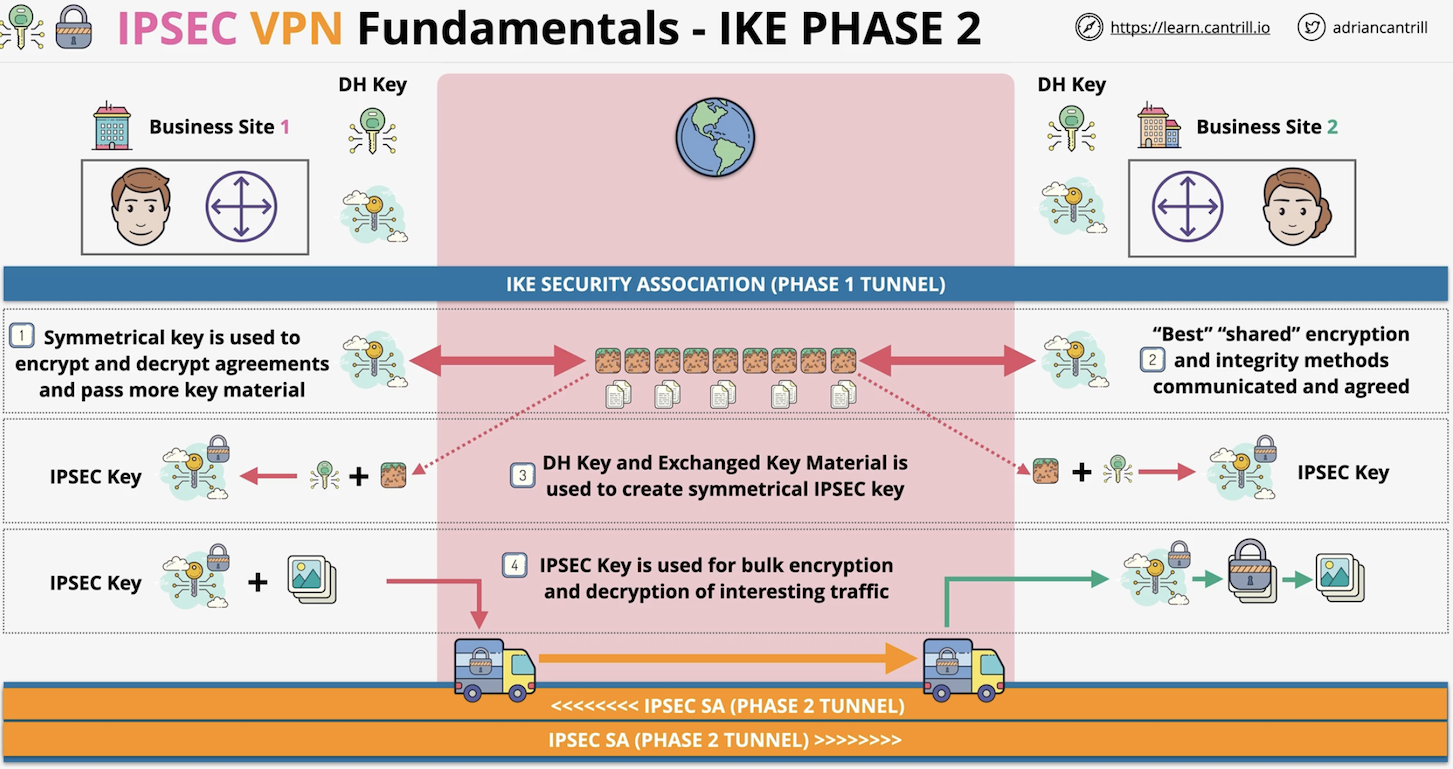 IPSEC VPN Fundamentals - IKE PHASE 2
https://learn.cantrill.io
adriancantrill
DH Key
Business Site 1
DH Key
Business Site 2
IKE SECURITY ASSOCIATION (PHASE 1 TUNNEL)
1
Symmetrical key is used to
encrypt and decrypt agreements
and pass more key material
“Best” “shared” encryption
2 and integrity methods
communicated and agreed
IPSEC Key
+
3
DH Key and Exchanged Key Material is
used to create symmetrical IPSEC key
+
IPSEC Key
IPSEC Key
+
4
IPSEC Key is used for bulk encryption
and decryption of interesting traffic
<<<<<<<< IPSEC SA (PHASE 2 TUNNEL)
IPSEC SA (PHASE 2 TUNNEL) >>>>>>>>